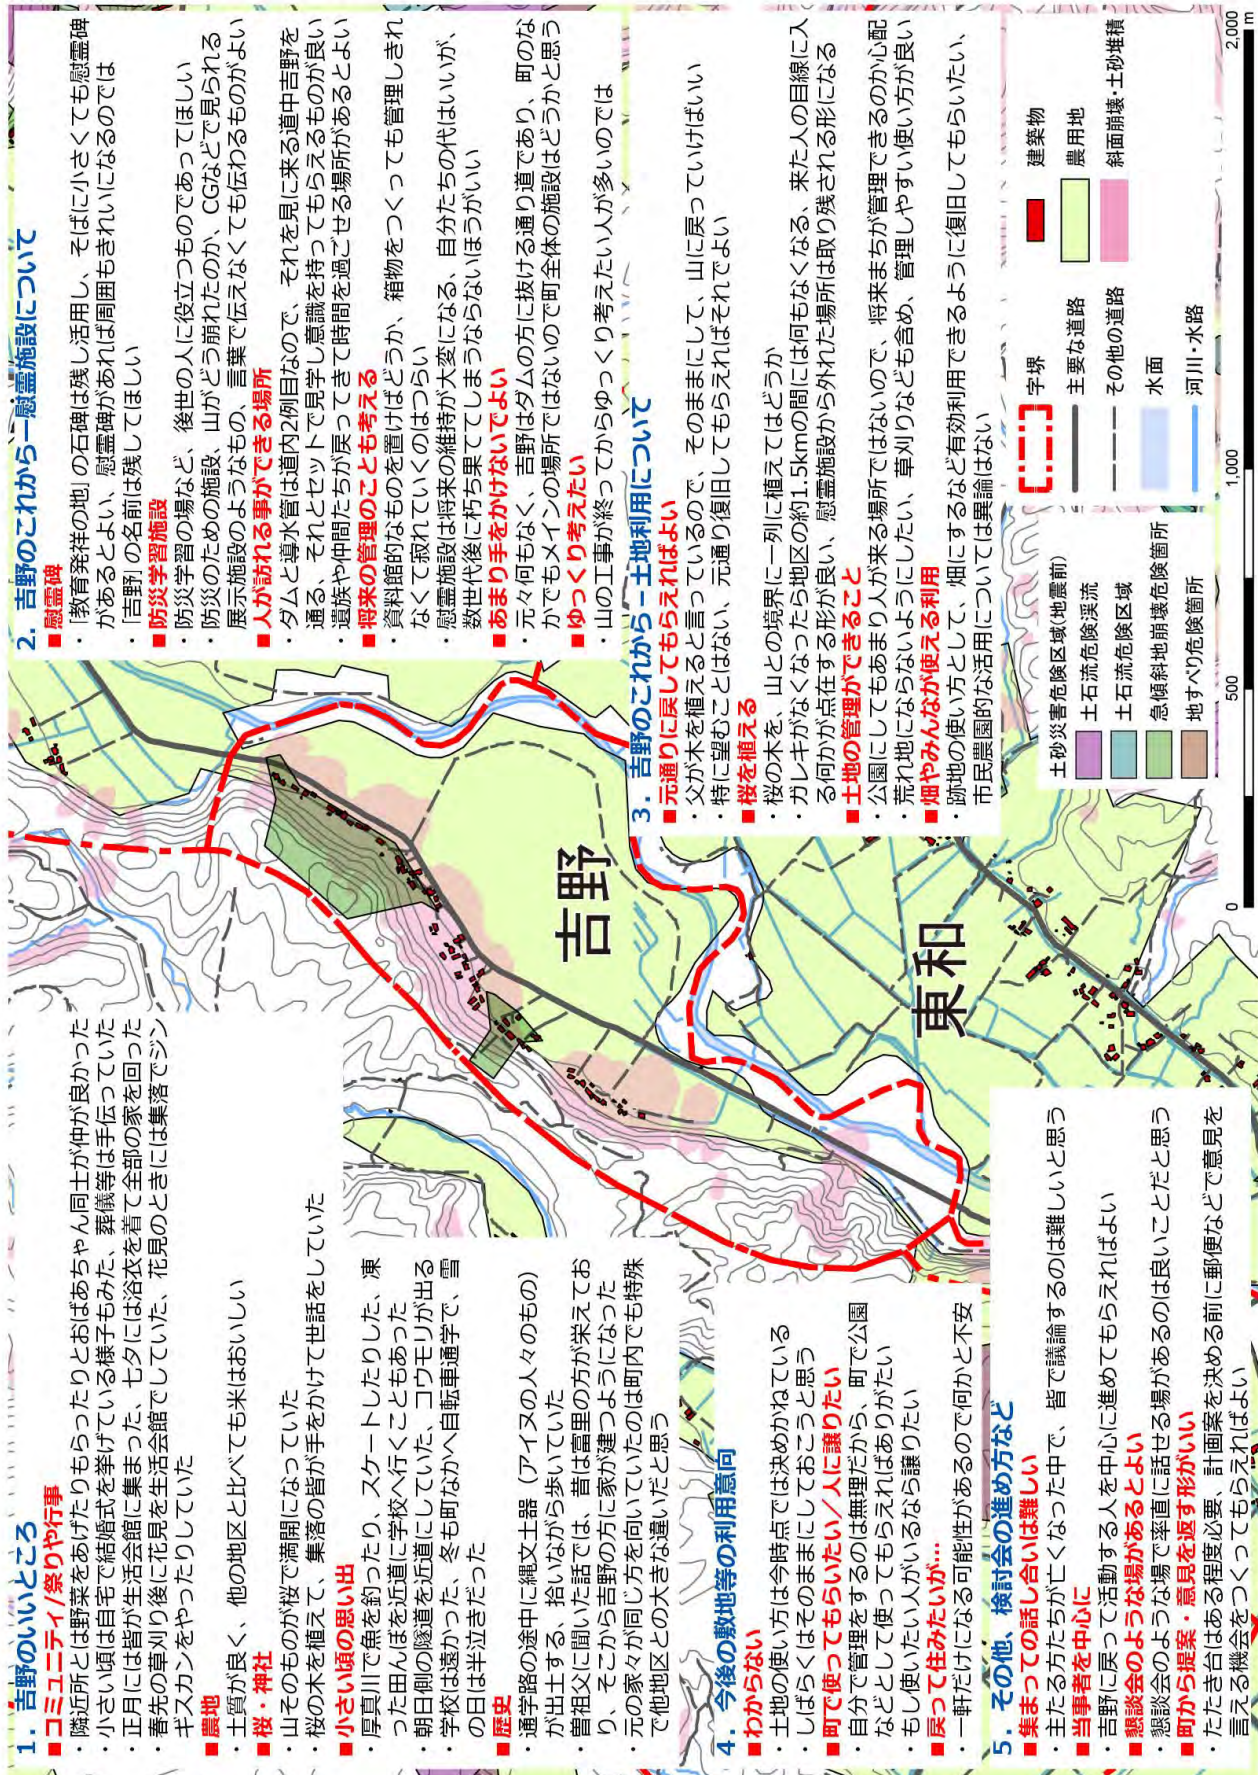 1．吉野のいいところ
■コミュニティ/祭りや行事
・隣近所とは野菜をあげたりもらったりとおばあちゃん同士が仲が良かった
・小さい頃は自宅で結婚式を挙げている様子もみた、葬儀等は手伝っていた
・正月には皆が生活会館に集まった、七夕には浴衣を着て全部の家を回った
・春先の草刈り後に花見を生活会館でしていた、花見のときには集落でジン
ギスカンをやったりしていた
■農地
・土質が良く、他の地区と比べても米はおいしい
■桜・神社
・山そのものが桜で満開になっていた
・桜の木を植えて、集落の皆が手をかけて世話をしていた
■小さい頃の思い出
・厚真川で魚を釣ったり、スケートしたりした、凍
った田んぼを近道に学校へ行くこともあった
・朝日側の隧道を近道にしていた、コウモリが出る
・学校は遠かった、冬も町なかへ自転車通学で、雪
の日は半泣きだった
■歴史
・通学路の途中に縄文土器（アイヌの人々のもの）
が出土する、拾いながら歩いていた
・曽祖父に聞いた話では、昔は富里の方が栄えてお
り、そこから吉野の方に家が建つようになった
・元の家々が同じ方を向いていたのは町内でも特殊
で他地区との大きな違いだと思う
2．吉野のこれから－慰霊施設について
■慰霊碑
・「教育発祥の地」の石碑は残し活用し、そばに小さくても慰霊碑
があるとよい、慰霊碑があれば周囲もきれいになるのでは
・「吉野」の名前は残してほしい
■防災学習施設
・防災学習の場など、後世の人に役立つものであってほしい
・防災のための施設、山がどう崩れたのか、CGなどで見られる
展示施設のようなもの、言葉で伝えなくても伝わるものがよい
■人が訪れる事ができる場所
・ダムと導水管は道内2例目なので、それを見に来る道中吉野を
通る、それとセットで見学し意識を持ってもらえるものが良い
・遺族や仲間たちが戻ってきて時間を過ごせる場所があるとよい
■将来の管理のことも考える
・資料館的なものを置けばどうか、箱物をつくっても管理しきれ
なくて寂れていくのはつらい
・慰霊施設は将来の維持が大変になる、自分たちの代はいいが、
数世代後に朽ち果ててしまうならないほうがいい
■あまり手をかけないでよい
・元々何もなく、吉野はダムの方に抜ける通り道であり、町のな
かでもメインの場所ではないので町全体の施設はどうかと思う
■ゆっくり考えたい
・山の工事が終ってからゆっくり考えたい人が多いのでは
3．吉野のこれから－土地利用について
■元通りに戻してもらえればよい
・父が木を植えると言っているので、そのままにして、山に戻っていけばいい
・特に望むことはない、元通り復旧してもらえればそれでよい
■桜を植える
・桜の木を、山との境界に一列に植えてはどうか
・ガレキがなくなったら地区の約1.5kmの間には何もなくなる、来た人の目線に入
る何かが点在する形が良い、慰霊施設から外れた場所は取り残される形になる
■土地の管理ができること
・公園にしてもあまり人が来る場所ではないので、将来まちが管理できるのか心配
・荒れ地にならないようにしたい、草刈りなども含め、管理しやすい使い方が良い
■畑やみんなが使える利用
・跡地の使い方として、畑にするなど有効利用できるように復旧してもらいたい、
市民農園的な活用については異論はない
4．今後の敷地等の利用意向
■わからない
・土地の使い方は今時点では決めかねている
・しばらくはそのままにしておこうと思う
■町で使ってもらいたい／人に譲りたい
・自分で管理をするのは無理だから、町で公園
などとして使ってもらえればありがたい
・もし使いたい人がいるなら譲りたい
■戻って住みたいが…
・一軒だけになる可能性があるので何かと不安
5．その他、検討会の進め方など
■集まっての話し合いは難しい
・主たる方たちが亡くなった中で、皆で議論するのは難しいと思う
■当事者を中心に
・吉野に戻って活動する人を中心に進めてもらえればよい
■懇談会のような場があるとよい
・懇談会のような場で率直に話せる場があるのは良いことだと思う
■町から提案・意見を返す形がいい
・たたき台はある程度必要、計画案を決める前に郵便などで意見を
言える機会をつくってもらえればよい
吉野
東和
土砂災害危険区域(地震前)
土石流危険渓流
土石流危険区域
急傾斜地崩壊危険箇所
地すべり危険箇所
字界
主要な道路
その他の道路
水面
河川・水路
建築物
農用地
斜面崩壊・土砂堆積
0 500 1,000 2,000
m